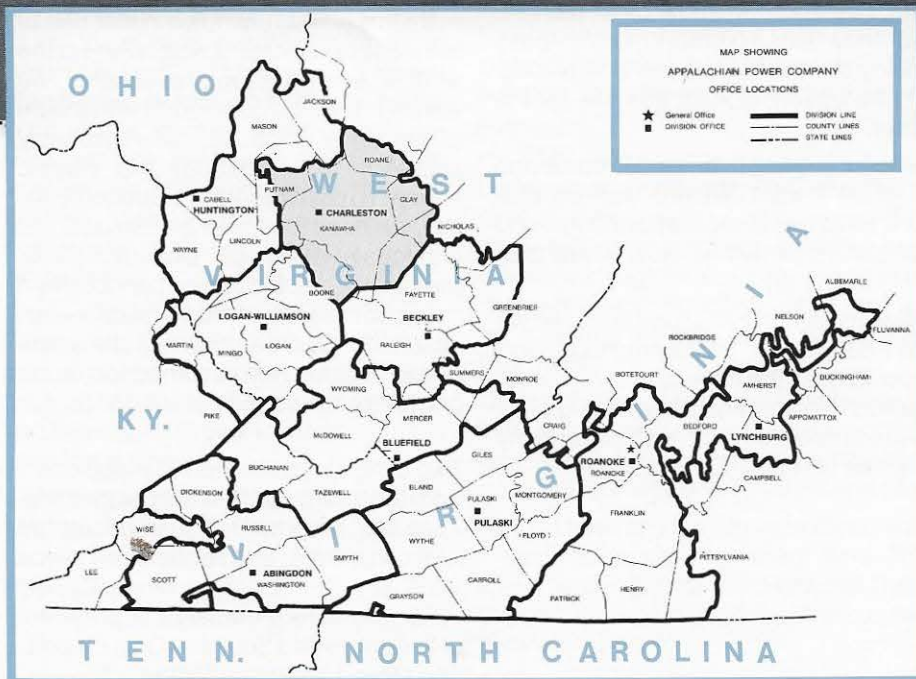 MAP SHOWING
APPALACHIAN POWER COMPANY
OFFICE LOCATIONS
★ General Office
■ DIVISION OFFICE
DIVISION LINE
COUNTY LINES
STATE LINES
OHIO
WEST
VIRGINIA
KY.
VIRGINIA
TENN.
NORTH CAROLINA
JACKSON
MASON
ROANE
PUTNAM
CLAY
CABELL
HUNTINGTON
CHARLESTON
KANAWHA
NICHOLAS
WAYNE
LINCOLN
BOONE
FAYETTE
GREENBRIER
LOGAN-WILLIAMSON
BECKLEY
MARTIN
MINGO
LOGAN
RALEIGH
SUMMERS
MONROE
WYOMING
PIKE
McDOWELL
MERCER
BLUEFIELD
BUCHANAN
TAZEWELL
DICKENSON
WISE
RUSSELL
SMYTH
LEE
SCOTT
ABINGDON
WASHINGTON
BLAND
GILES
PULASKI
PULASKI
MONTGOMERY
WYTHE
FLOYD
GRAYSON
CARROLL
CRAIG
BOTETOURT
ROCKBRIDGE
ROANOKE
ROANOKE
FRANKLIN
PATRICK
HENRY
PITTSYLVANIA
BEDFORD
AMHERST
LYNCHBURG
CAMPBELL
APPOMATTOX
BUCKINGHAM
NELSON
ALBEMARLE
FLUVANNA